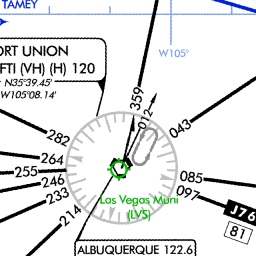 TAMEY
W105°
ORT UNION
FTI (VH) (H) 120
N35°39.45'
W105°08.14'
359
012
043
282
264
255
246
233
214
085
097
J76
81
Las Vegas Muni
(LVS)
ALBUQUERQUE 122.6